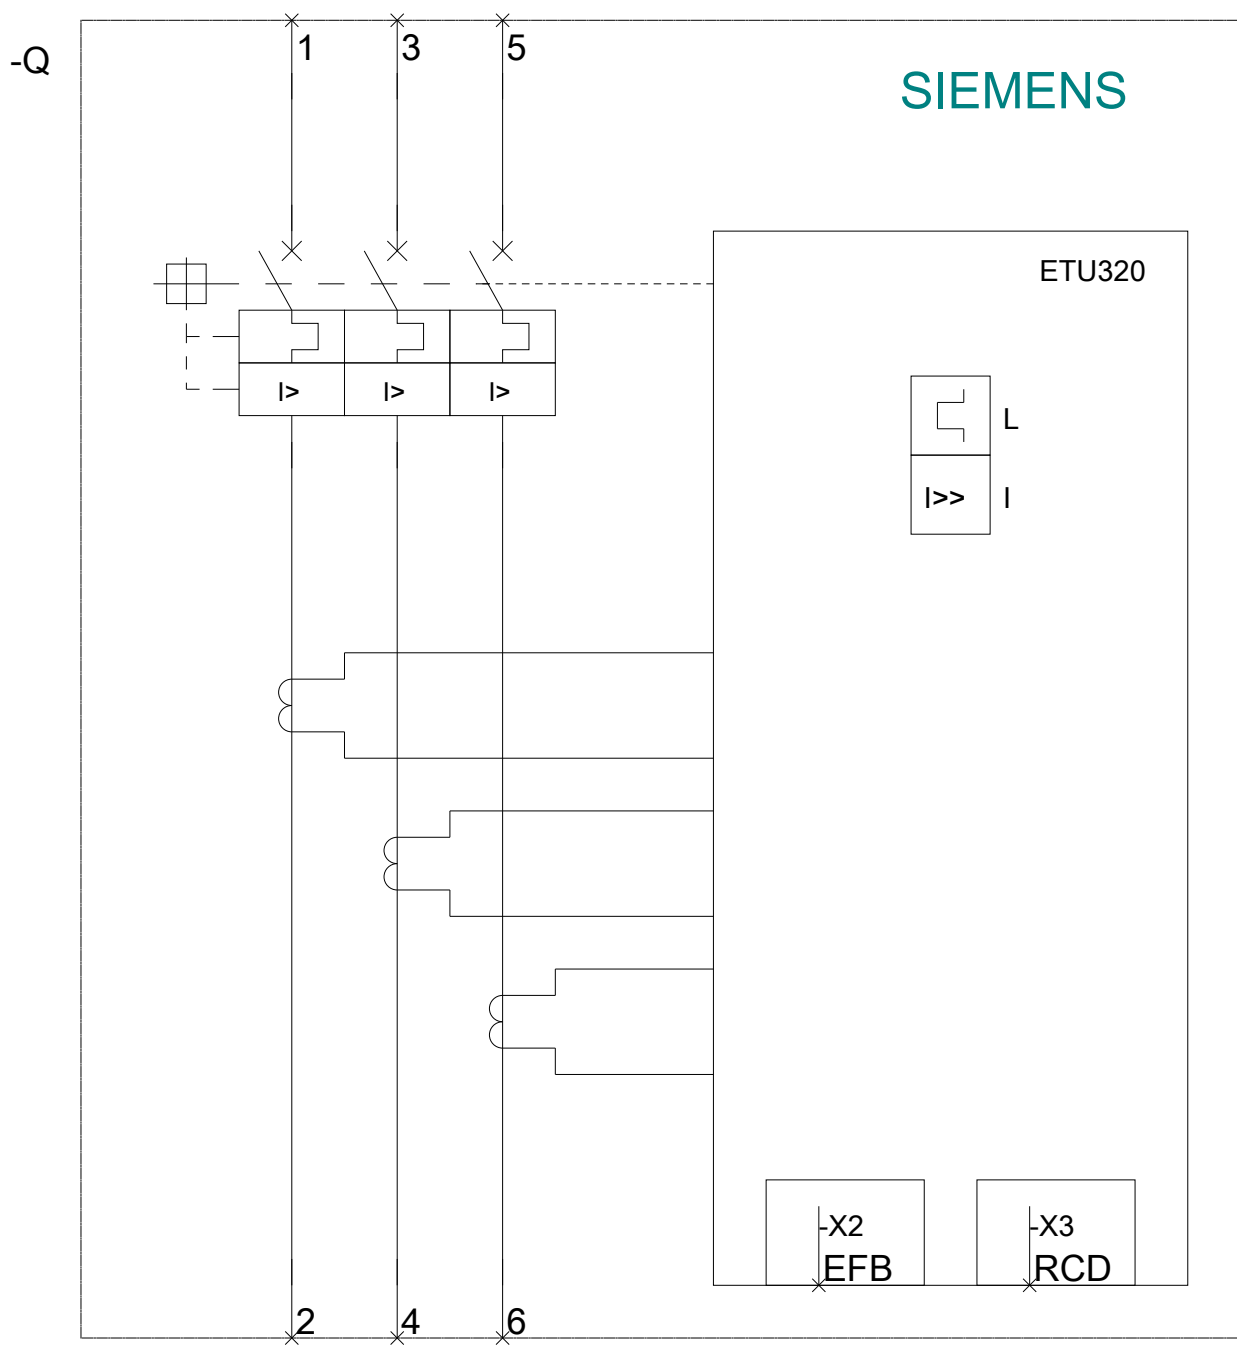 1 3 5
-Q
SIEMENS
ETU320
I> I> I>
L
I>> I
-X2 -X3
EFB RCD
2 4 6